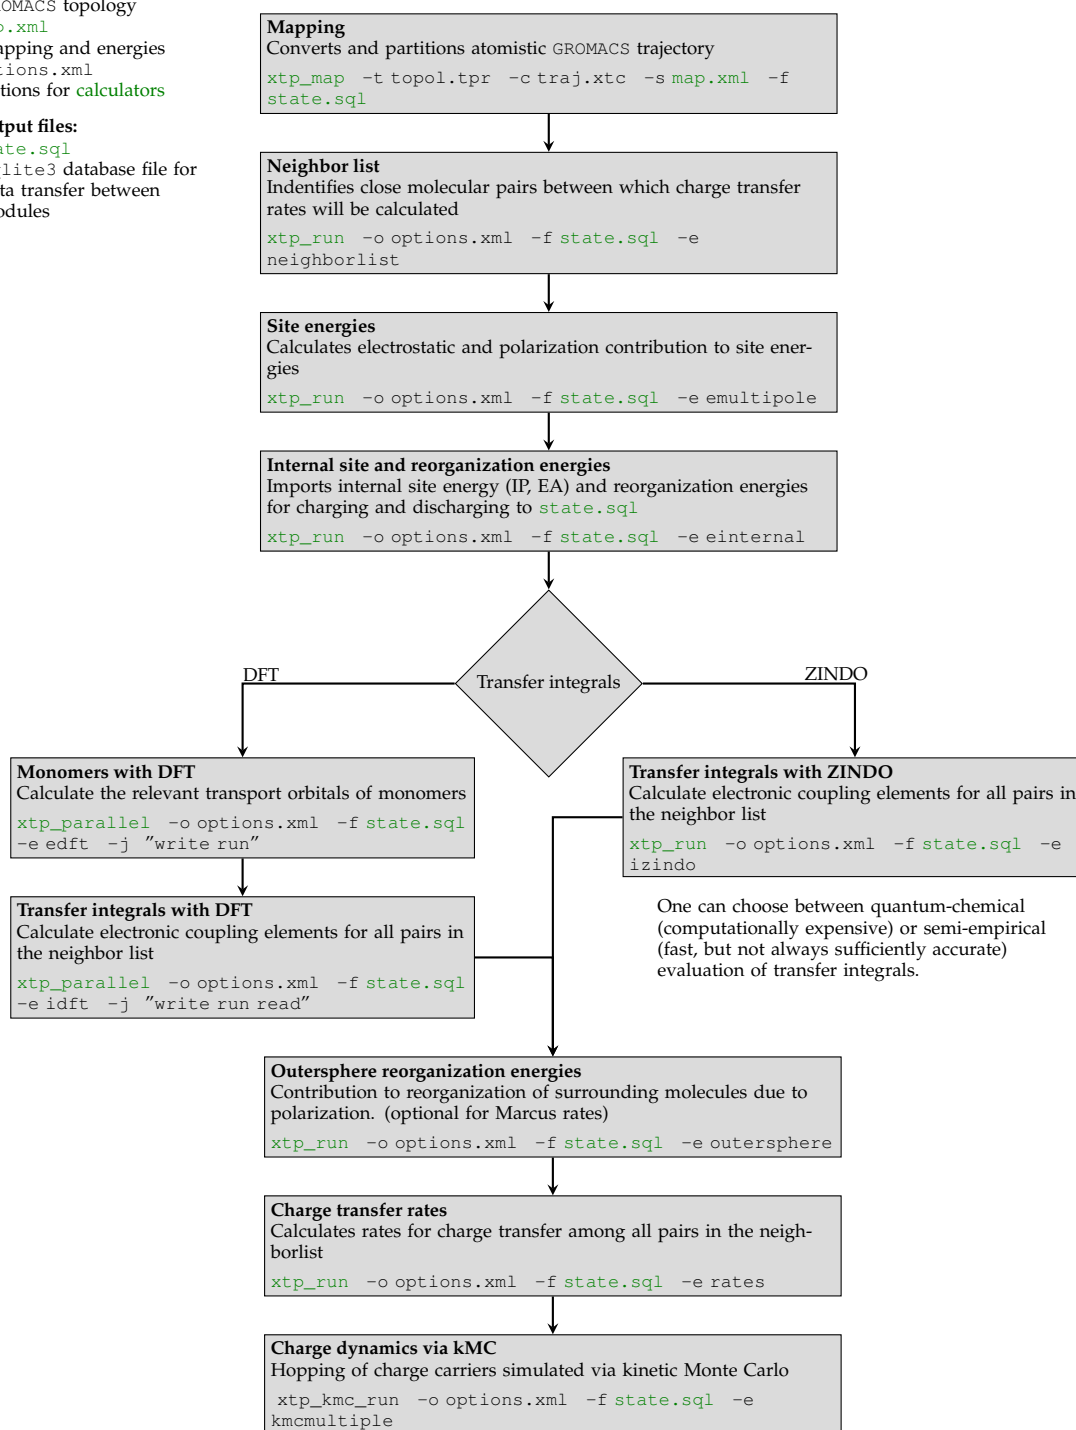 GROMACS topology
map.xml
mapping and energies
options.xml
options for calculators
Output files:
state.sql
sqlite3 database file for
data transfer between
modules
Mapping
Converts and partitions atomistic GROMACS trajectory
xtp_map -t topol.tpr -c traj.xtc -s map.xml -f
state.sql
Neighbor list
Indentifies close molecular pairs between which charge transfer
rates will be calculated
xtp_run -o options.xml -f state.sql -e
neighborlist
Site energies
Calculates electrostatic and polarization contribution to site ener-
gies
xtp_run -o options.xml -f state.sql -e emultipole
Internal site and reorganization energies
Imports internal site energy (IP, EA) and reorganization energies
for charging and discharging to state.sql
xtp_run -o options.xml -f state.sql -e einternal
Transfer integrals
DFT
ZINDO
Monomers with DFT
Calculate the relevant transport orbitals of monomers
xtp_parallel -o options.xml -f state.sql
-e edft -j "write run"
Transfer integrals with DFT
Calculate electronic coupling elements for all pairs in
the neighbor list
xtp_parallel -o options.xml -f state.sql
-e idft -j "write run read"
Transfer integrals with ZINDO
Calculate electronic coupling elements for all pairs in
the neighbor list
xtp_run -o options.xml -f state.sql -e
izindo
One can choose between quantum-chemical
(computationally expensive) or semi-empirical
(fast, but not always sufficiently accurate)
evaluation of transfer integrals.
Outersphere reorganization energies
Contribution to reorganization of surrounding molecules due to
polarization. (optional for Marcus rates)
xtp_run -o options.xml -f state.sql -e outersphere
Charge transfer rates
Calculates rates for charge transfer among all pairs in the neigh-
borlist
xtp_run -o options.xml -f state.sql -e rates
Charge dynamics via kMC
Hopping of charge carriers simulated via kinetic Monte Carlo
xtp_kmc_run -o options.xml -f state.sql -e
kmcmultiple